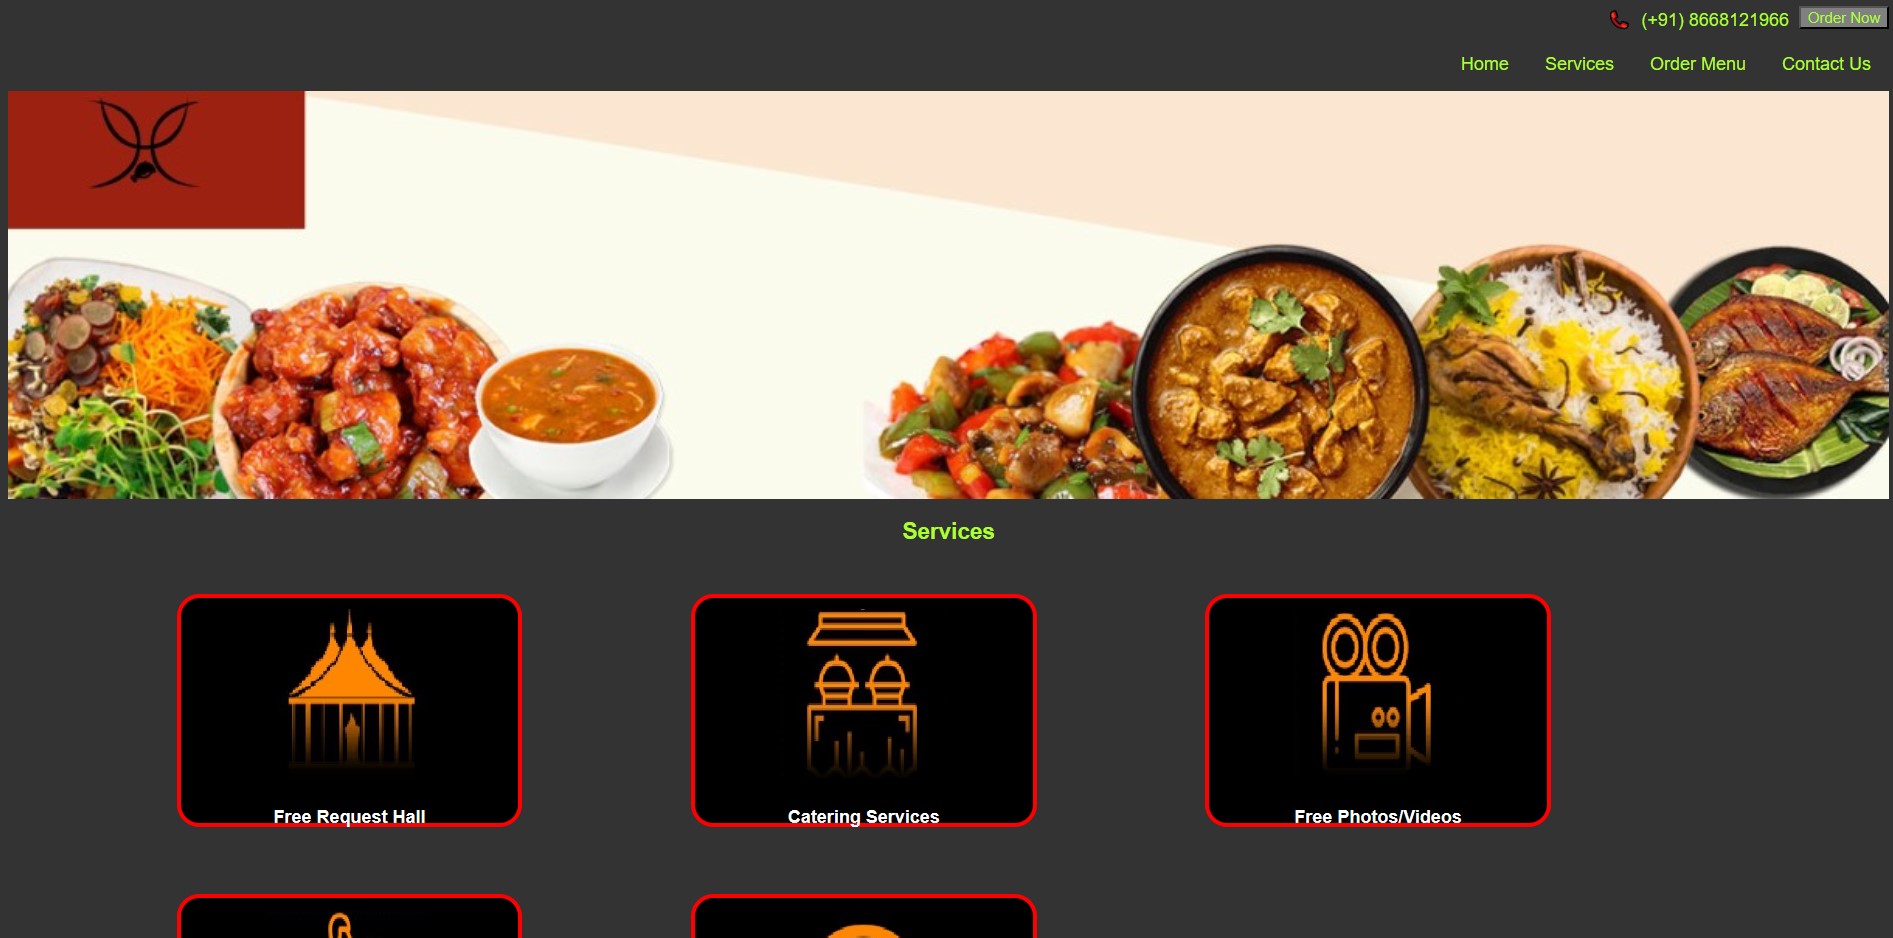 (+91) 8668121966 Order Now
Home Services Order Menu Contact Us
Services
Free Request Hall
Catering Services
Free Photos/Videos